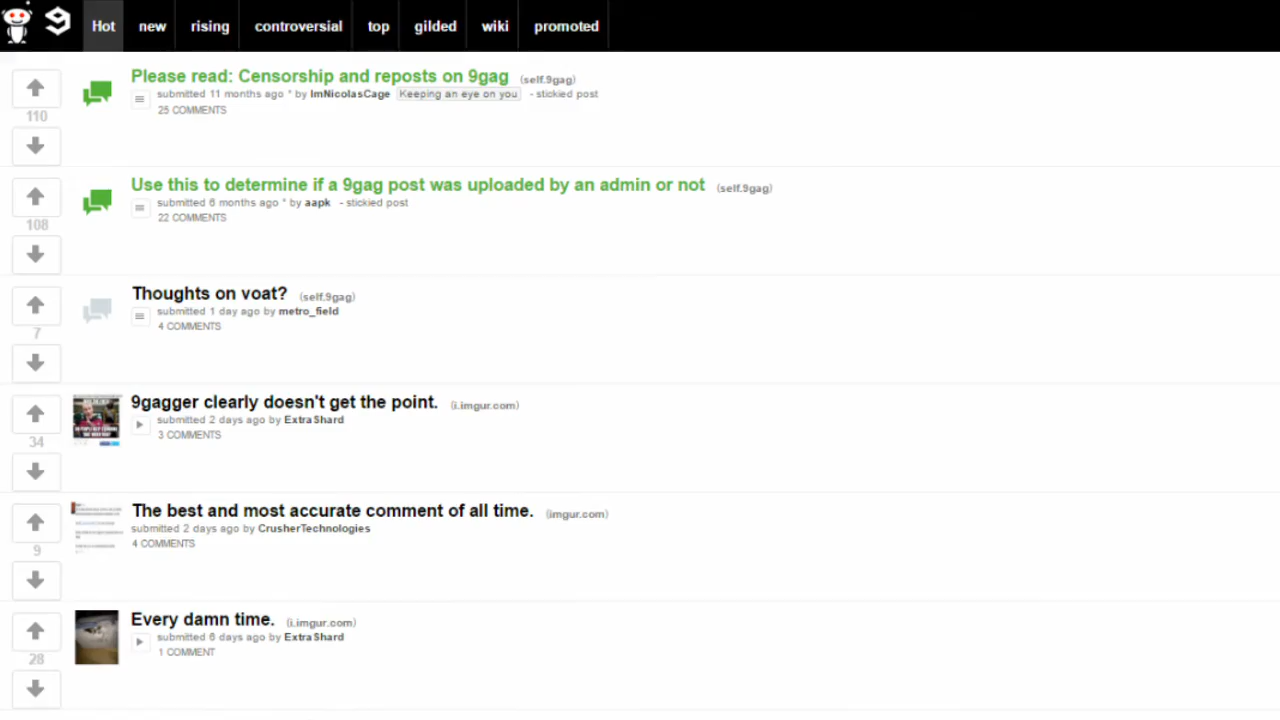 Hot new rising controversial top gilded wiki promoted
Please read: Censorship and reposts on 9gag (self.9gag)
submitted 11 months ago * by ImNicolasCage Keeping an eye on you - stickied post
25 COMMENTS
110
Use this to determine if a 9gag post was uploaded by an admin or not (self.9gag)
submitted 6 months ago * by aapk - stickied post
22 COMMENTS
108
Thoughts on voat? (self.9gag)
submitted 1 day ago by metro_field
4 COMMENTS
7
9gagger clearly doesn't get the point. (i.imgur.com)
submitted 2 days ago by ExtraShard
3 COMMENTS
34
The best and most accurate comment of all time. (imgur.com)
submitted 2 days ago by CrusherTechnologies
4 COMMENTS
9
Every damn time. (i.imgur.com)
submitted 6 days ago by ExtraShard
1 COMMENT
28